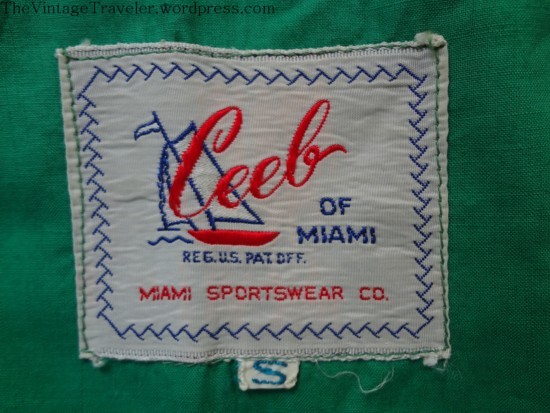 TheVintageTraveler.wordpress.com
Ceeb
OF
MIAMI
REG. U.S. PAT. OFF.
MIAMI SPORTSWEAR CO.
S